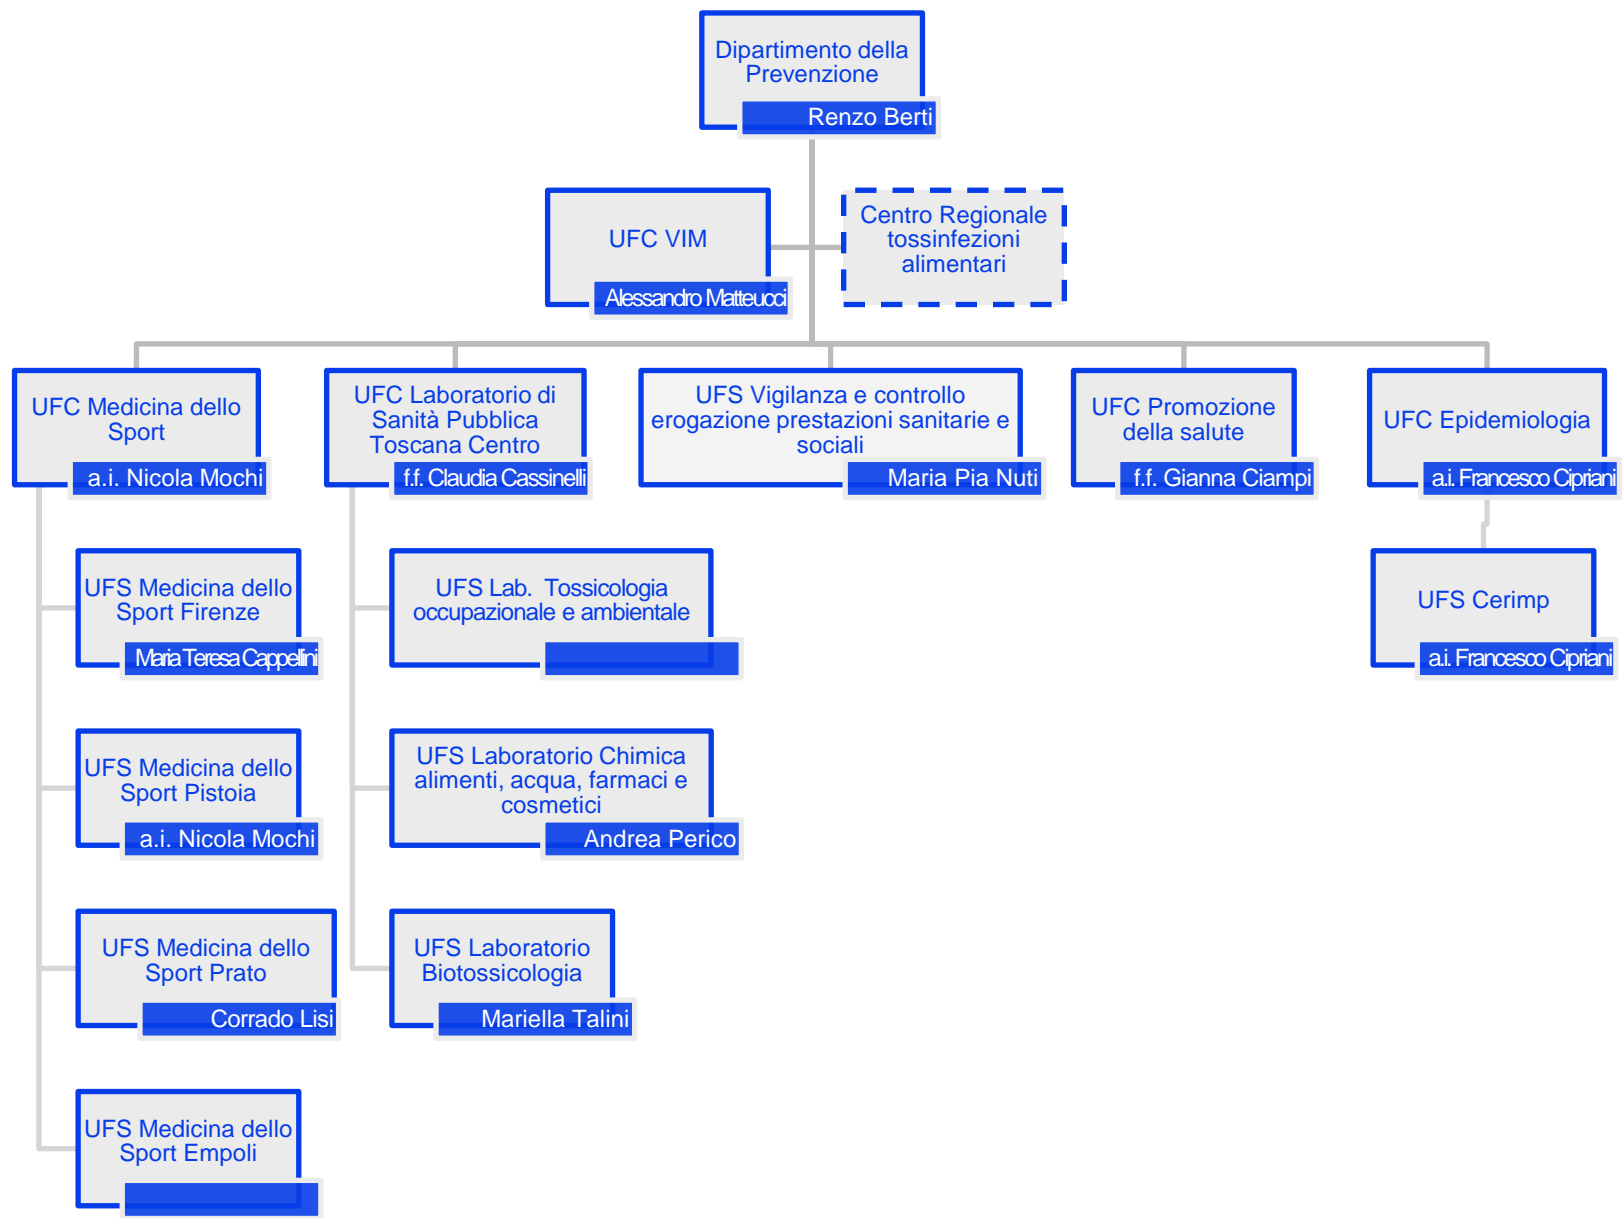 Dipartimento della
Prevenzione
Renzo Berti
UFC VIM
Alessandro Matteucci
Centro Regionale
tossinfezioni
alimentari
UFC Medicina dello
Sport
a.i. Nicola Mochi
UFC Laboratorio di
Sanità Pubblica
Toscana Centro
f.f. Claudia Cassinelli
UFS Vigilanza e controllo
erogazione prestazioni sanitarie e
sociali
Maria Pia Nuti
UFC Promozione
della salute
f.f. Gianna Ciampi
UFC Epidemiologia
a.i. Francesco Cipriani
UFS Medicina dello
Sport Firenze
Maria Teresa Cappellini
UFS Lab.  Tossicologia
occupazionale e ambientale
UFS Cerimp
a.i. Francesco Cipriani
UFS Medicina dello
Sport Pistoia
a.i. Nicola Mochi
UFS Laboratorio Chimica
alimenti, acqua, farmaci e
cosmetici
Andrea Perico
UFS Medicina dello
Sport Prato
Corrado Lisi
UFS Laboratorio
Biotossicologia
Mariella Talini
UFS Medicina dello
Sport Empoli